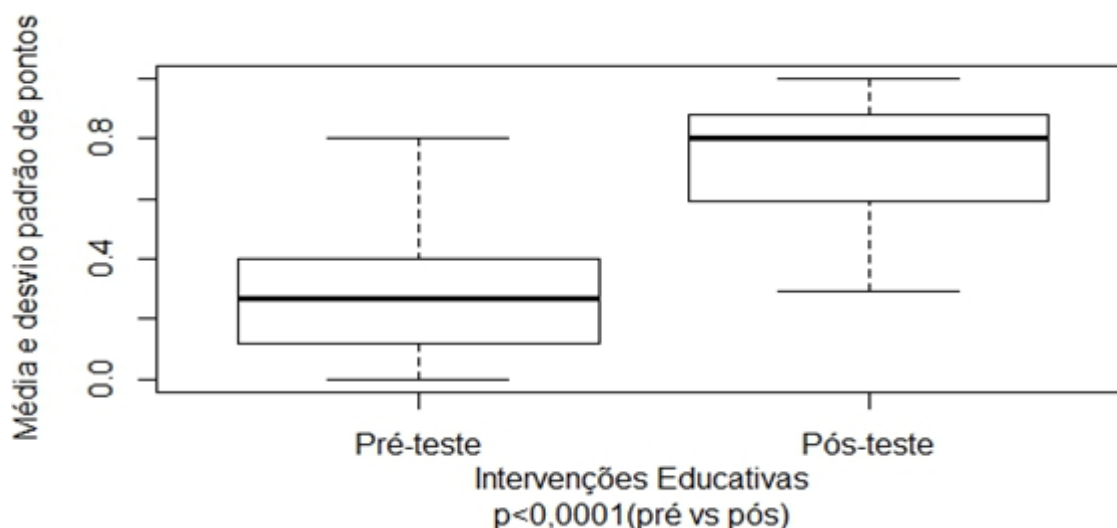 Média e desvio padrão de pontos
0.8
0.4
0.0
Pré-teste
Pós-teste
Intervenções Educativas
p<0,0001(pré vs pós)